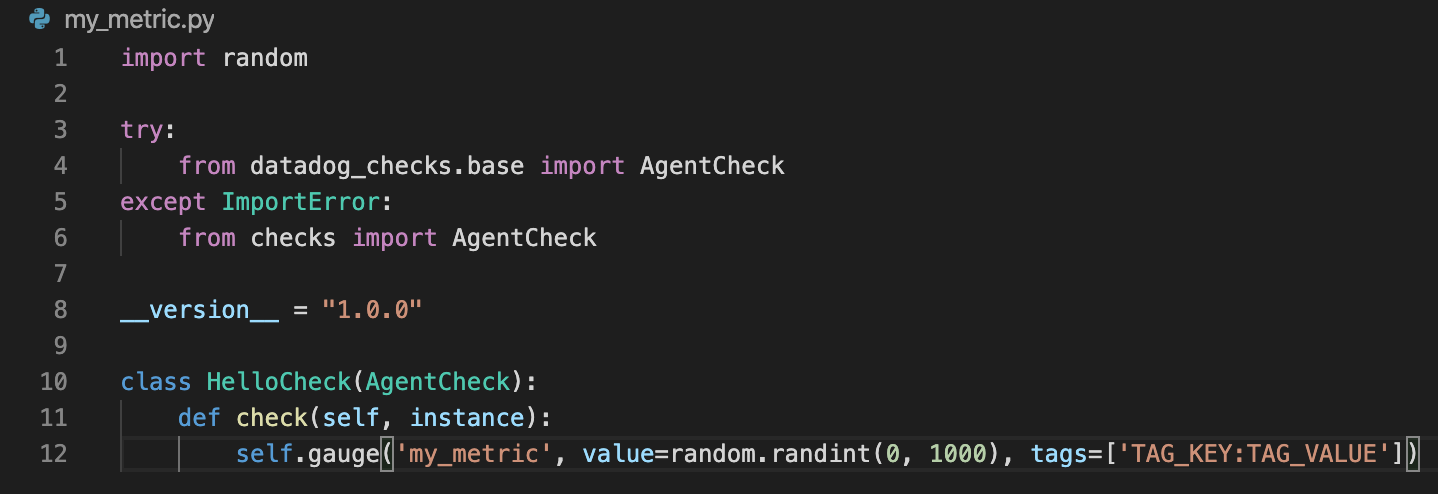 my_metric.py
1 import random
2
3 try:
4     from datadog_checks.base import AgentCheck
5 except ImportError:
6     from checks import AgentCheck
7
8 __version__ = "1.0.0"
9
10 class HelloCheck(AgentCheck):
11     def check(self, instance):
12         self.gauge('my_metric', value=random.randint(0, 1000), tags=['TAG_KEY:TAG_VALUE'])